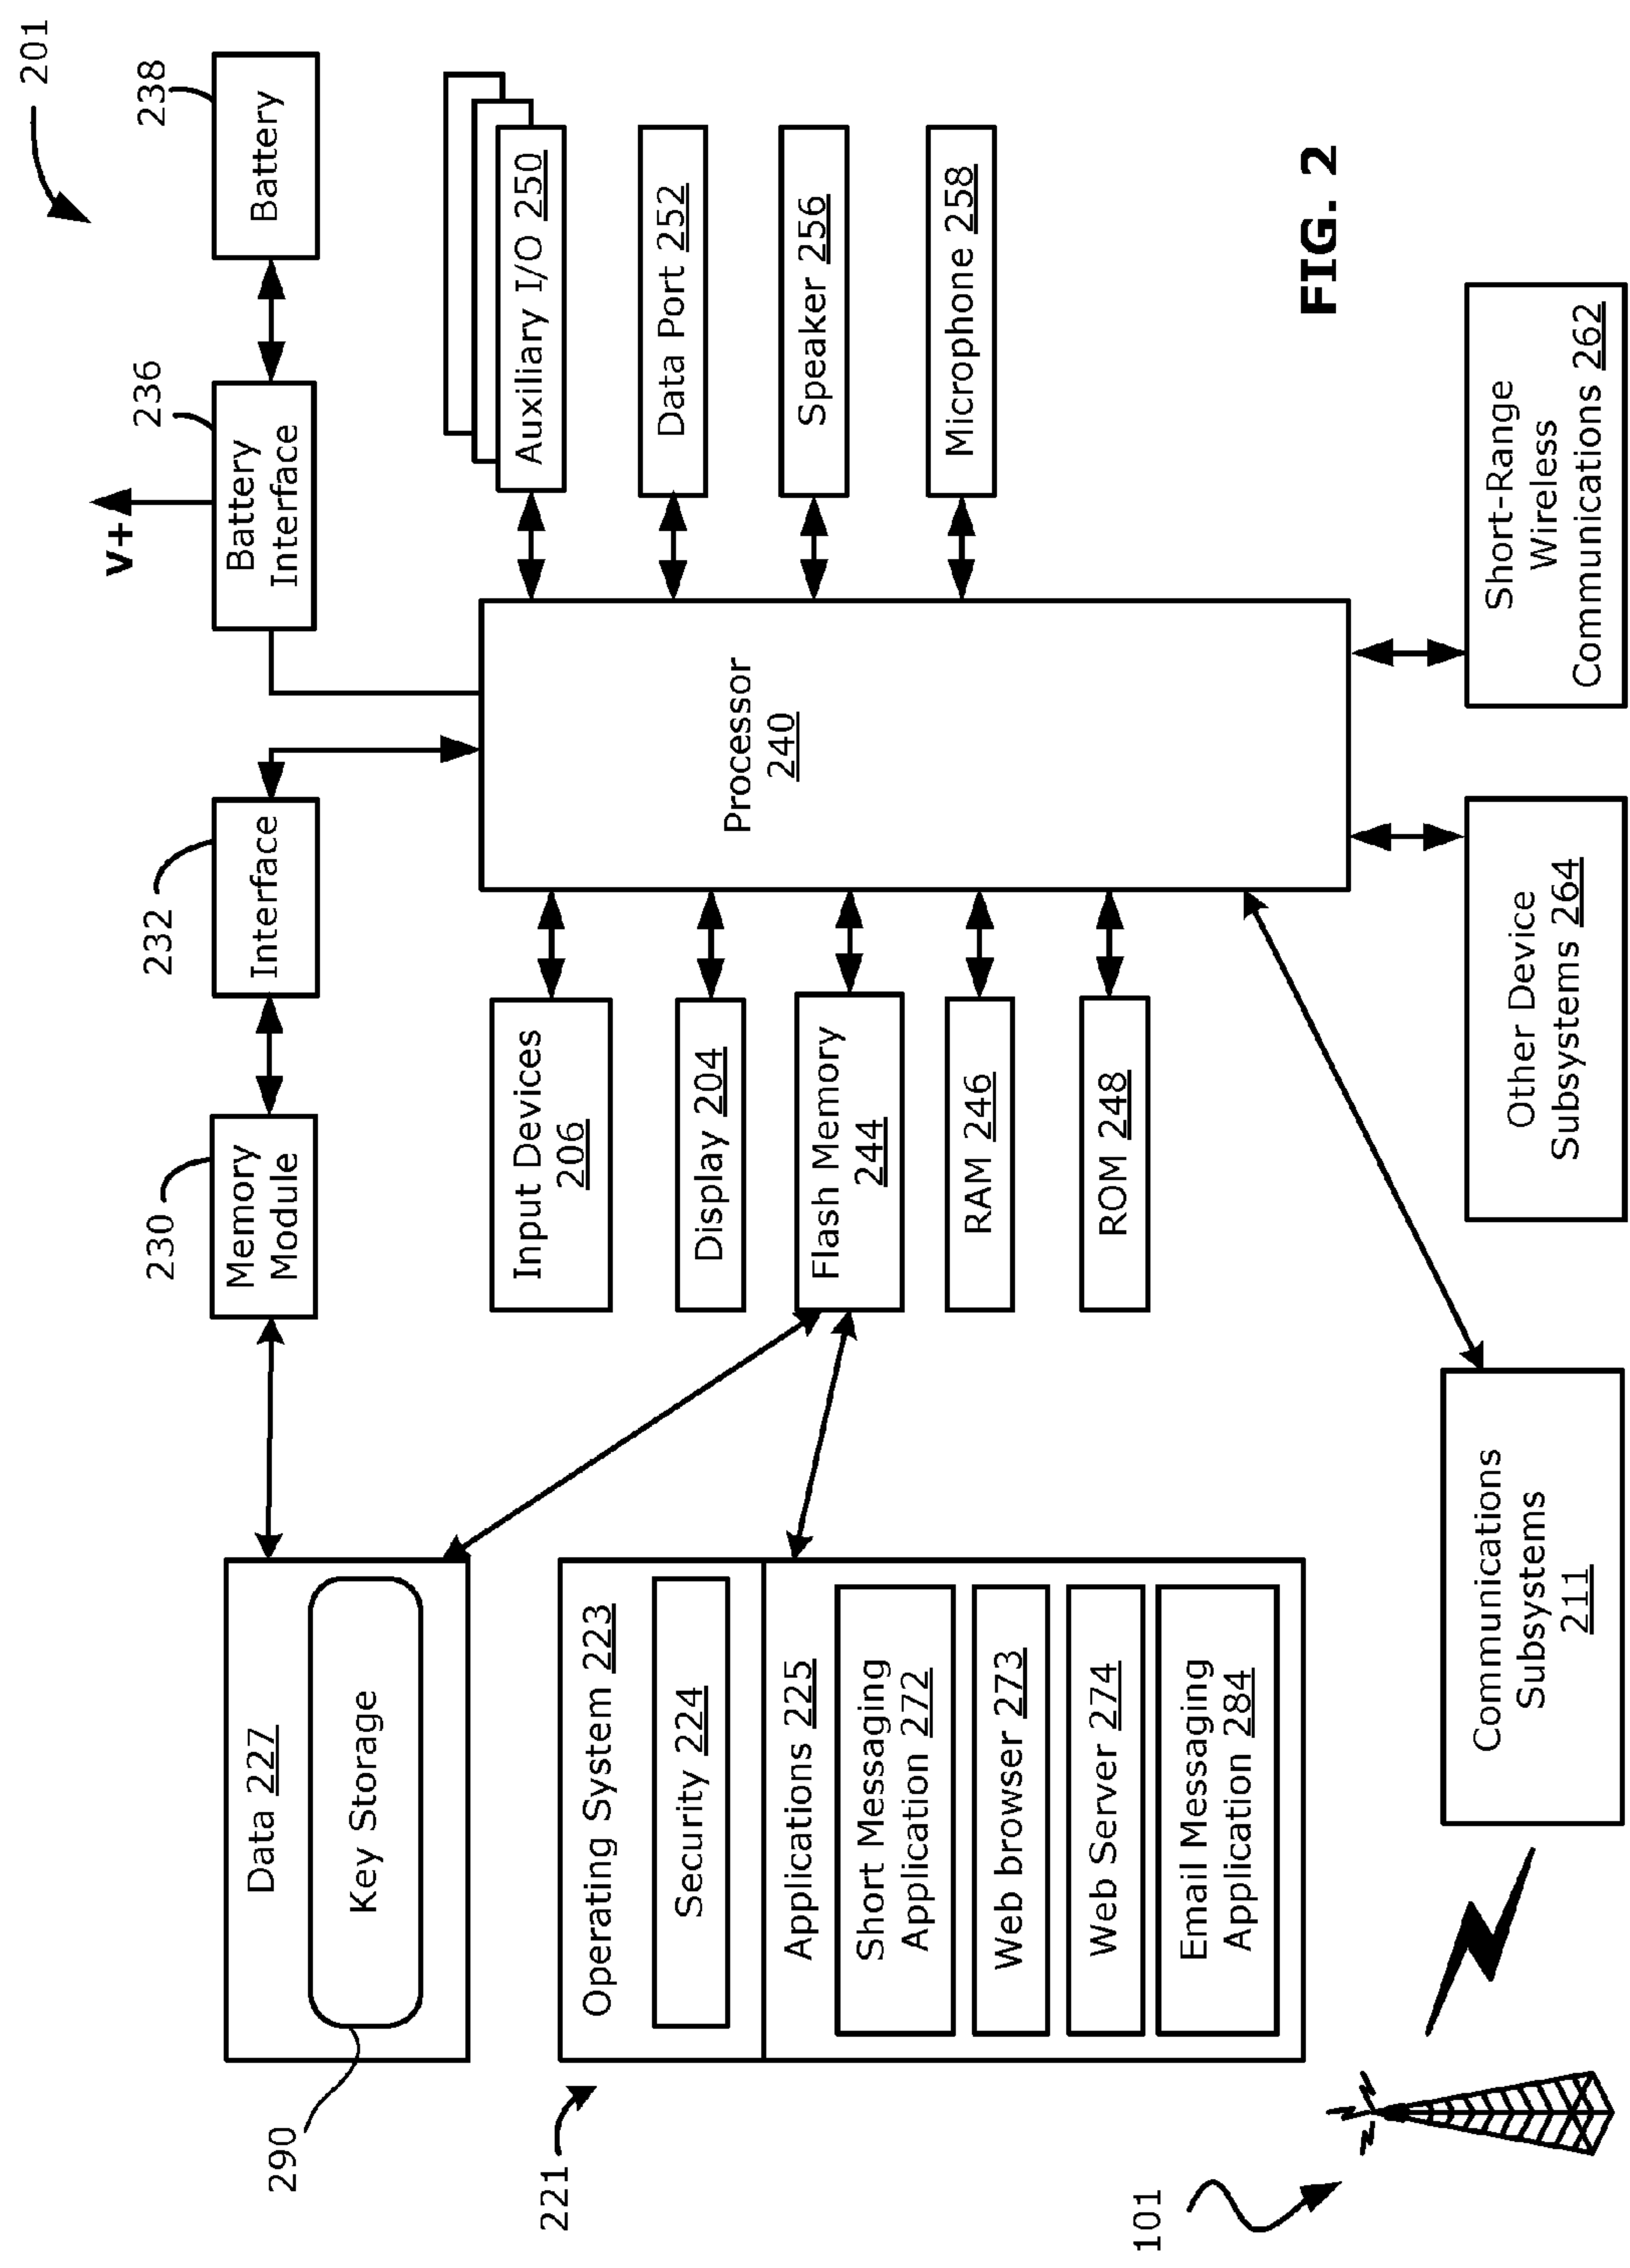 201
290
Data 227
Key Storage
230
Memory
Module
232
Interface
V+
236
Battery
Interface
238
Battery
221
Operating System 223
Security 224
Applications 225
Short Messaging
Application 272
Web browser 273
Web Server 274
Email Messaging
Application 284
Input Devices
206
Display 204
Flash Memory
244
RAM 246
ROM 248
Processor
240
Auxiliary I/O 250
Data Port 252
Speaker 256
Microphone 258
101
Communications
Subsystems
211
Other Device
Subsystems 264
Short-Range
Wireless
Communications 262
FIG. 2